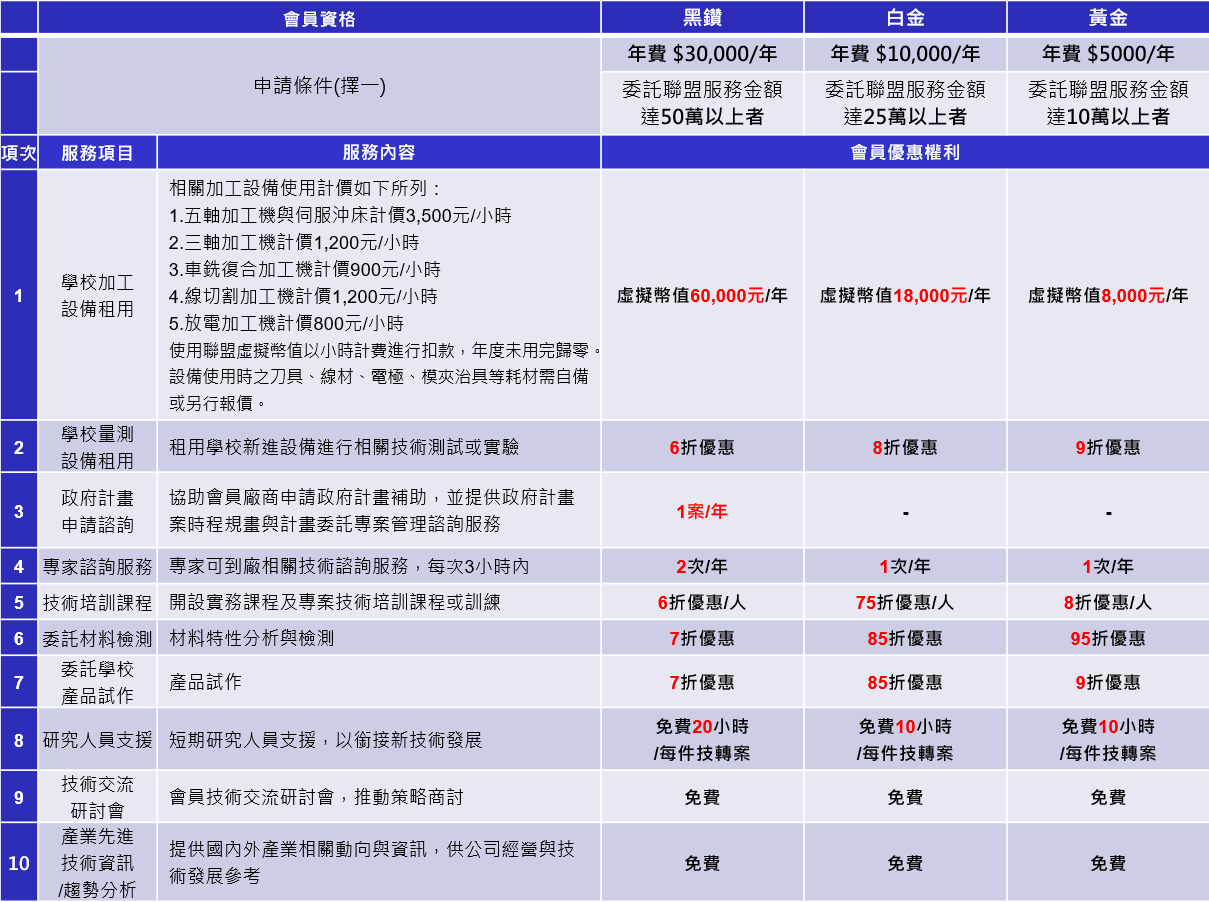 會員資格 黑鑽 白金 黃金
申請條件(擇一)
年費 $30,000/年 年費 $10,000/年 年費 $5000/年
委託聯盟服務金額 委託聯盟服務金額 委託聯盟服務金額
達50萬以上者 達25萬以上者 達10萬以上者
項次 服務項目 服務內容 會員優惠權利
1
學校加工
設備租用
相關加工設備使用計價如下所列：
1.五軸加工機與伺服沖床計價3,500元/小時
2.三軸加工機計價1,200元/小時
3.車銑復合加工機計價900元/小時
4.線切割加工機計價1,200元/小時
5.放電加工機計價800元/小時
使用聯盟虛擬幣值以小時計費進行扣款，年度未用完歸零。
設備使用時之刀具、線材、電極、模夾治具等耗材需自備
或另行報價。
虛擬幣值60,000元/年 虛擬幣值18,000元/年 虛擬幣值8,000元/年
2
學校量測
設備租用
租用學校新進設備進行相關技術測試或實驗
6折優惠 8折優惠 9折優惠
3
政府計畫
申請諮詢
協助會員廠商申請政府計畫補助，並提供政府計畫
案時程規畫與計畫委託專案管理諮詢服務
1案/年 - -
4 專家諮詢服務 專家可到廠相關技術諮詢服務，每次3小時內 2次/年 1次/年 1次/年
5 技術培訓課程 開設實務課程及專案技術培訓課程或訓練 6折優惠/人 75折優惠/人 8折優惠/人
6 委託材料檢測 材料特性分析與檢測 7折優惠 85折優惠 95折優惠
7
委託學校
產品試作
產品試作
7折優惠 85折優惠 9折優惠
8 研究人員支援 短期研究人員支援，以銜接新技術發展
免費20小時 免費10小時 免費10小時
/每件技轉案 /每件技轉案 /每件技轉案
9
技術交流
研討會
會員技術交流研討會，推動策略商討
免費 免費 免費
10
產業先進
技術資訊
/趨勢分析
提供國內外產業相關動向與資訊，供公司經營與技
術發展參考
免費 免費 免費